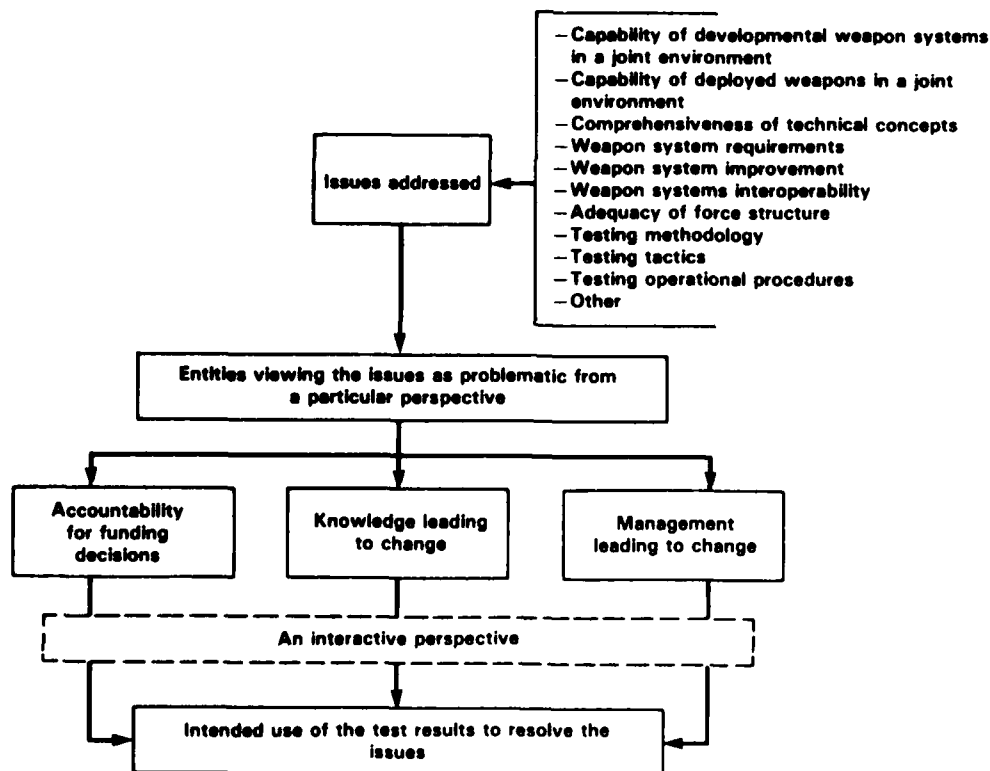 —Capability of developmental weapon systems
in a joint environment
—Capability of deployed weapons in a joint
environment
—Comprehensiveness of technical concepts
—Weapon system requirements
—Weapon system improvement
—Weapon systems interoperability
—Adequacy of force structure
—Testing methodology
—Testing tactics
—Testing operational procedures
—Other
Issues addressed
Entities viewing the issues as problematic from
a particular perspective
Accountability
for funding
decisions
Knowledge leading
to change
Management
leading to change
An interactive perspective
Intended use of the test results to resolve the
issues